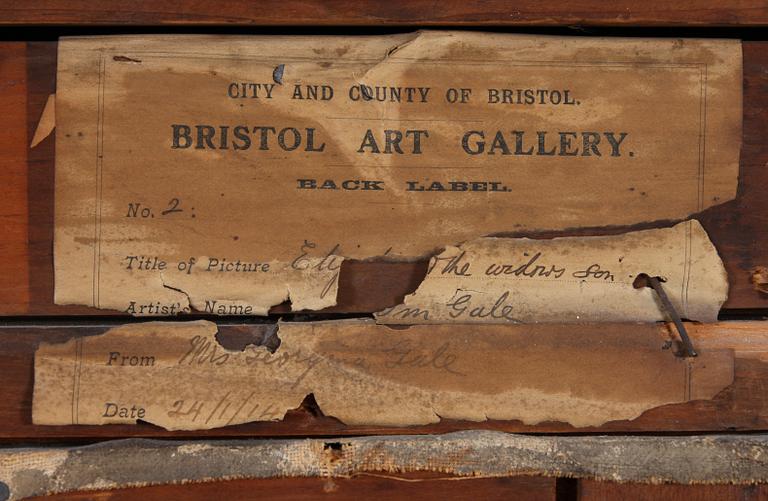 CITY AND COUNTY OF BRISTOL.
BRISTOL ART GALLERY.
BACK LABEL.
No. 2:
Title of Picture the widows son
Artist's Name Gale
From Mrs Georgina Gale
Date 24/1/14